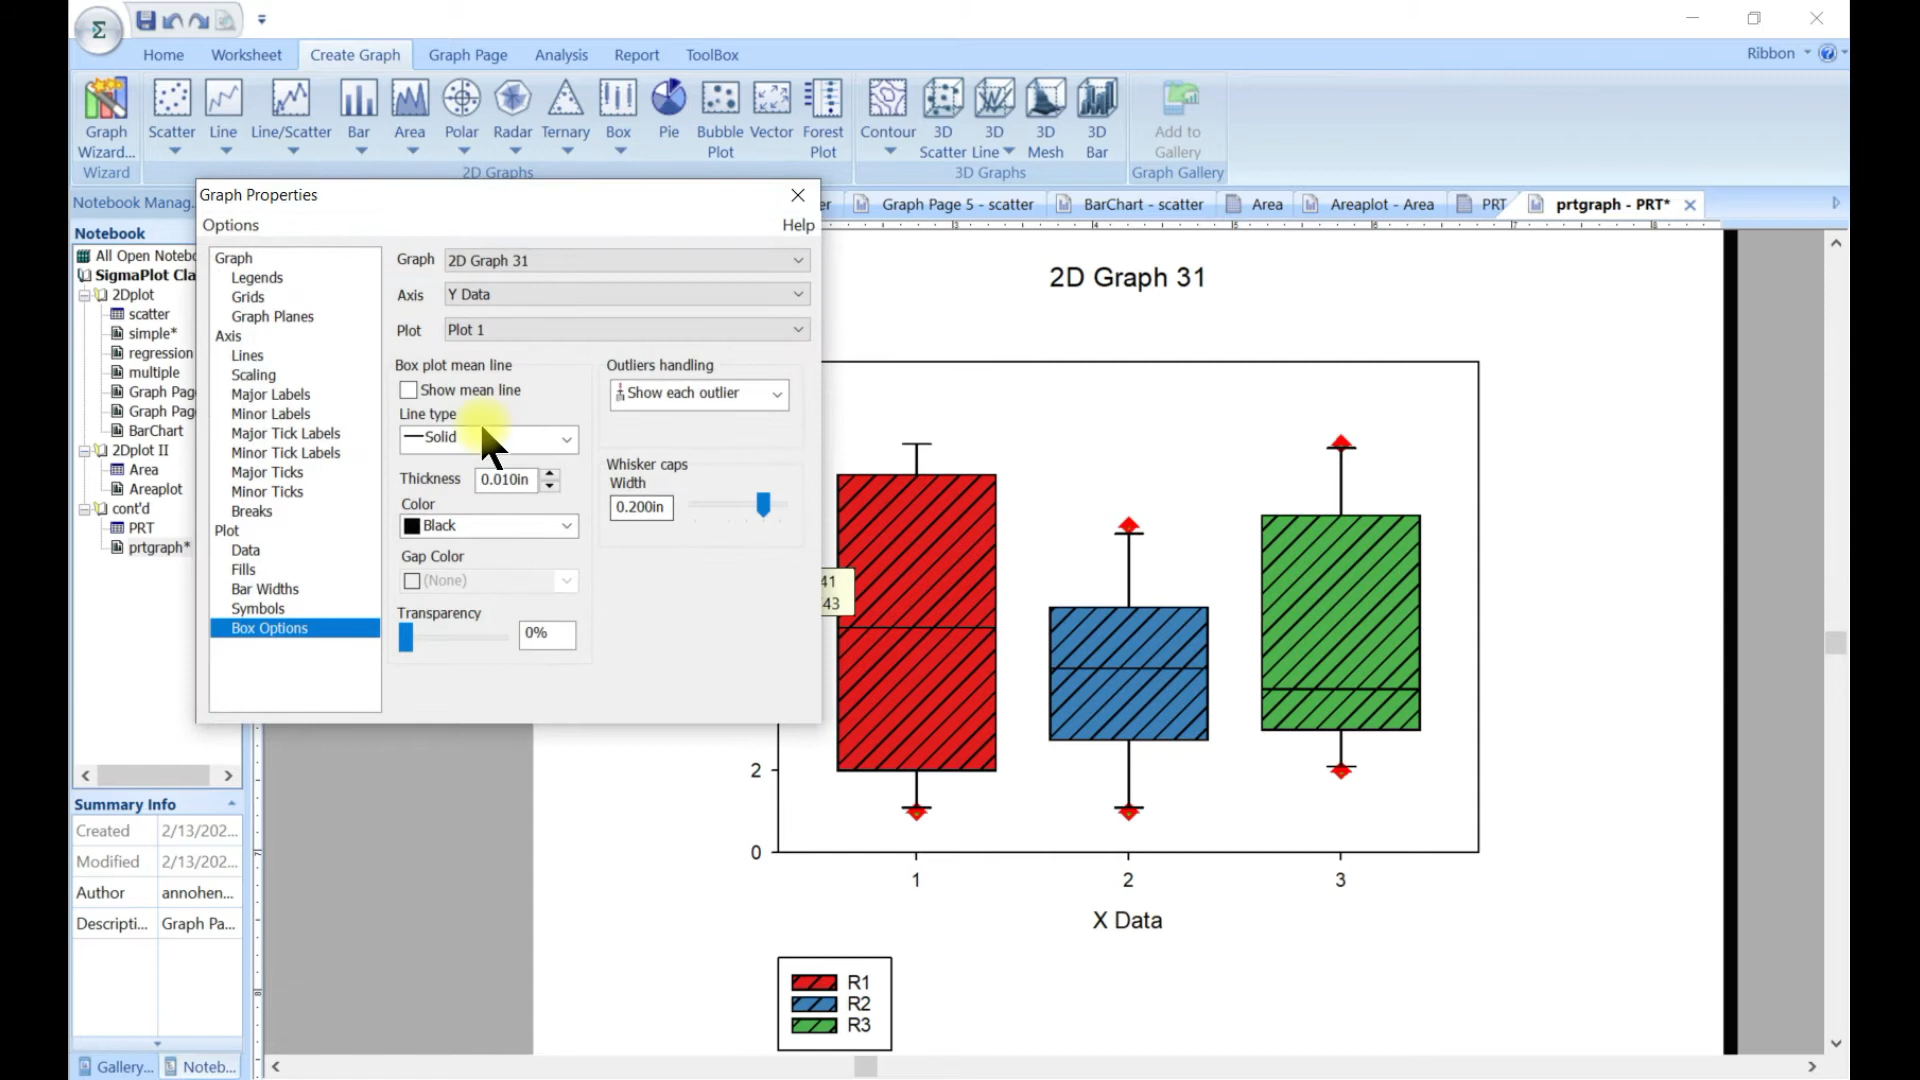 Σ
Home Worksheet Create Graph Graph Page Analysis Report ToolBox Ribbon
Graph Wizard... Scatter Line Line/Scatter Bar Area Polar Radar Ternary Box Pie Bubble Plot Vector Forest Plot Contour 3D Scatter 3D Line 3D Mesh 3D Bar Add to Gallery
Wizard 2D Graphs 3D Graphs Graph Gallery
Notebook Manag.
er Graph Page 5 - scatter BarChart - scatter Area Areaplot - Area PRT prtgraph - PRT*
Notebook
All Open Notebo
SigmaPlot Cla
2Dplot
scatter
simple*
regression
multiple
Graph Pag
Graph Pag
BarChart
2Dplot II
Area
Areaplot
cont'd
PRT
prtgraph*
Summary Info
Created 2/13/202...
Modified 2/13/202...
Author annohen...
Descripti... Graph Pa...
Gallery... Noteb...
Graph Properties
Options Help
Graph
Legends
Grids
Graph Planes
Axis
Lines
Scaling
Major Labels
Minor Labels
Major Tick Labels
Minor Tick Labels
Major Ticks
Minor Ticks
Breaks
Plot
Data
Fills
Bar Widths
Symbols
Box Options
Graph 2D Graph 31
Axis Y Data
Plot Plot 1
Box plot mean line
Show mean line
Line type
Solid
Thickness 0.010in
Color
Black
Gap Color
(None)
Transparency
0%
Outliers handling
Show each outlier
Whisker caps
Width
0.200in
3 4 5 6 7 8
7
8
2D Graph 31
41
43
2
0
1 2 3
X Data
R1
R2
R3